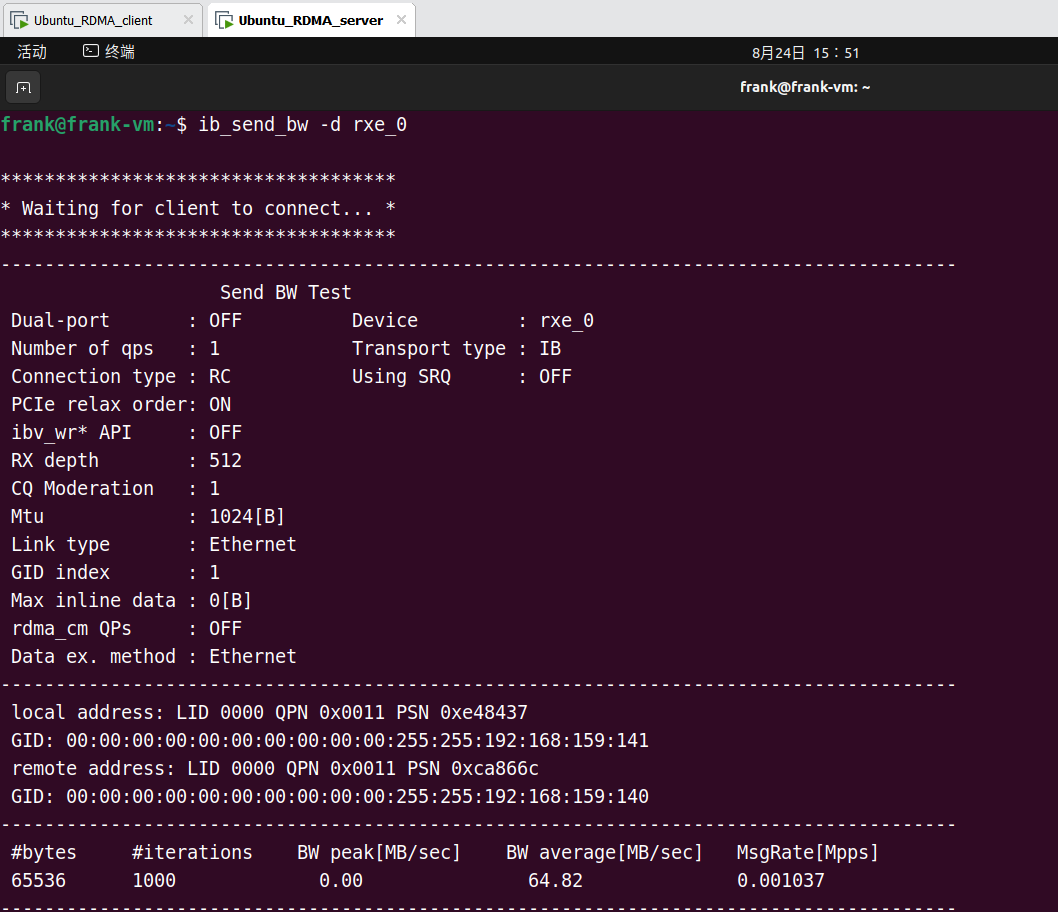 Ubuntu_RDMA_client
Ubuntu_RDMA_server
活动 终端 8月24日 15：51
frank@frank-vm: ~
frank@frank-vm:~$ ib_send_bw -d rxe_0
************************************
* Waiting for client to connect... *
************************************
---------------------------------------------------------------------------------------
Send BW Test
Dual-port       : OFF          Device         : rxe_0
Number of qps   : 1            Transport type : IB
Connection type : RC           Using SRQ      : OFF
PCIe relax order: ON
ibv_wr* API     : OFF
RX depth        : 512
CQ Moderation   : 1
Mtu             : 1024[B]
Link type       : Ethernet
GID index       : 1
Max inline data : 0[B]
rdma_cm QPs     : OFF
Data ex. method : Ethernet
---------------------------------------------------------------------------------------
local address: LID 0000 QPN 0x0011 PSN 0xe48437
GID: 00:00:00:00:00:00:00:00:00:00:255:255:192:168:159:141
remote address: LID 0000 QPN 0x0011 PSN 0xca866c
GID: 00:00:00:00:00:00:00:00:00:00:255:255:192:168:159:140
---------------------------------------------------------------------------------------
#bytes     #iterations    BW peak[MB/sec]    BW average[MB/sec]   MsgRate[Mpps]
65536      1000             0.00               64.82              0.001037
---------------------------------------------------------------------------------------